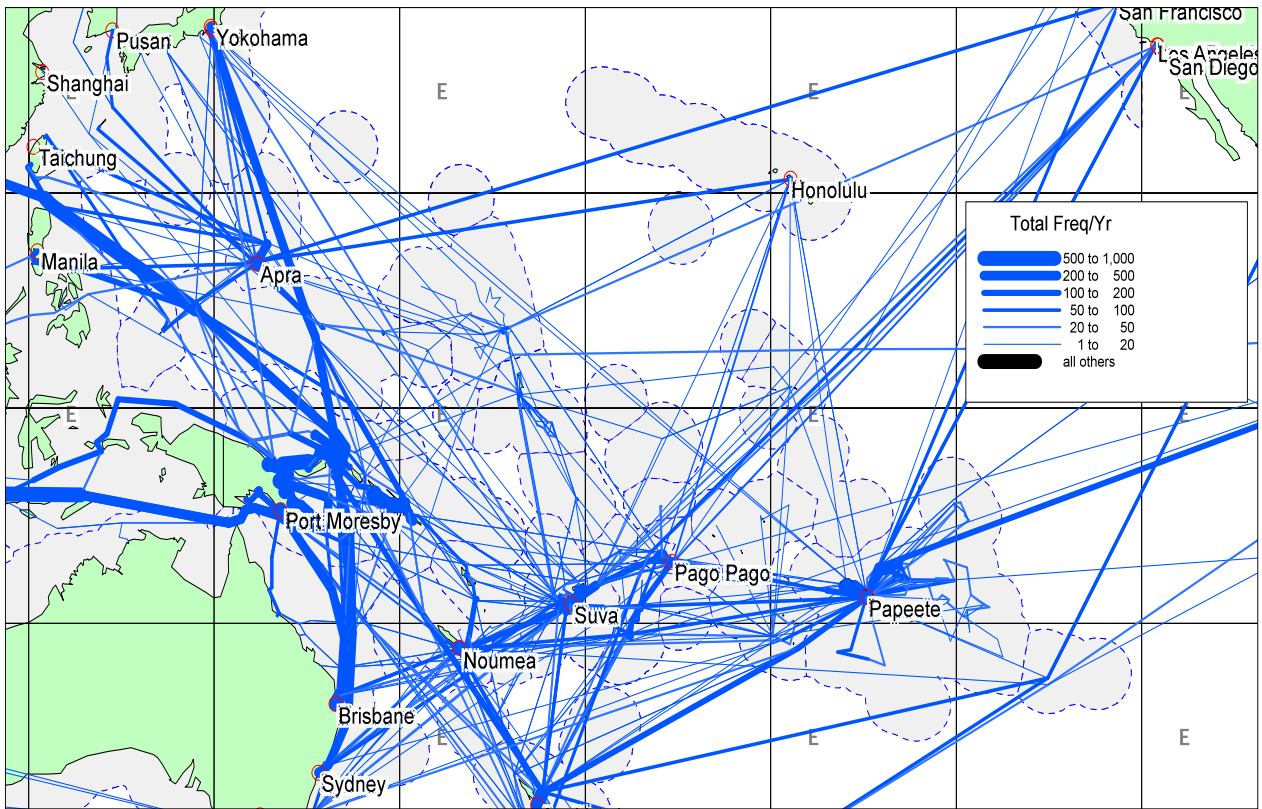 San Francisco
Pusan
Yokohama
Los Angeles
San Diego
Shanghai
E
E
E
E
Taichung
Honolulu
Total Freq/Yr
Manila
Apra
500 to 1,000
200 to 500
100 to 200
50 to 100
20 to 50
1 to 20
all others
E
E
E
E
Port Moresby
Pago Pago
Suva
Papeete
Noumea
Brisbane
E
E
E
Sydney